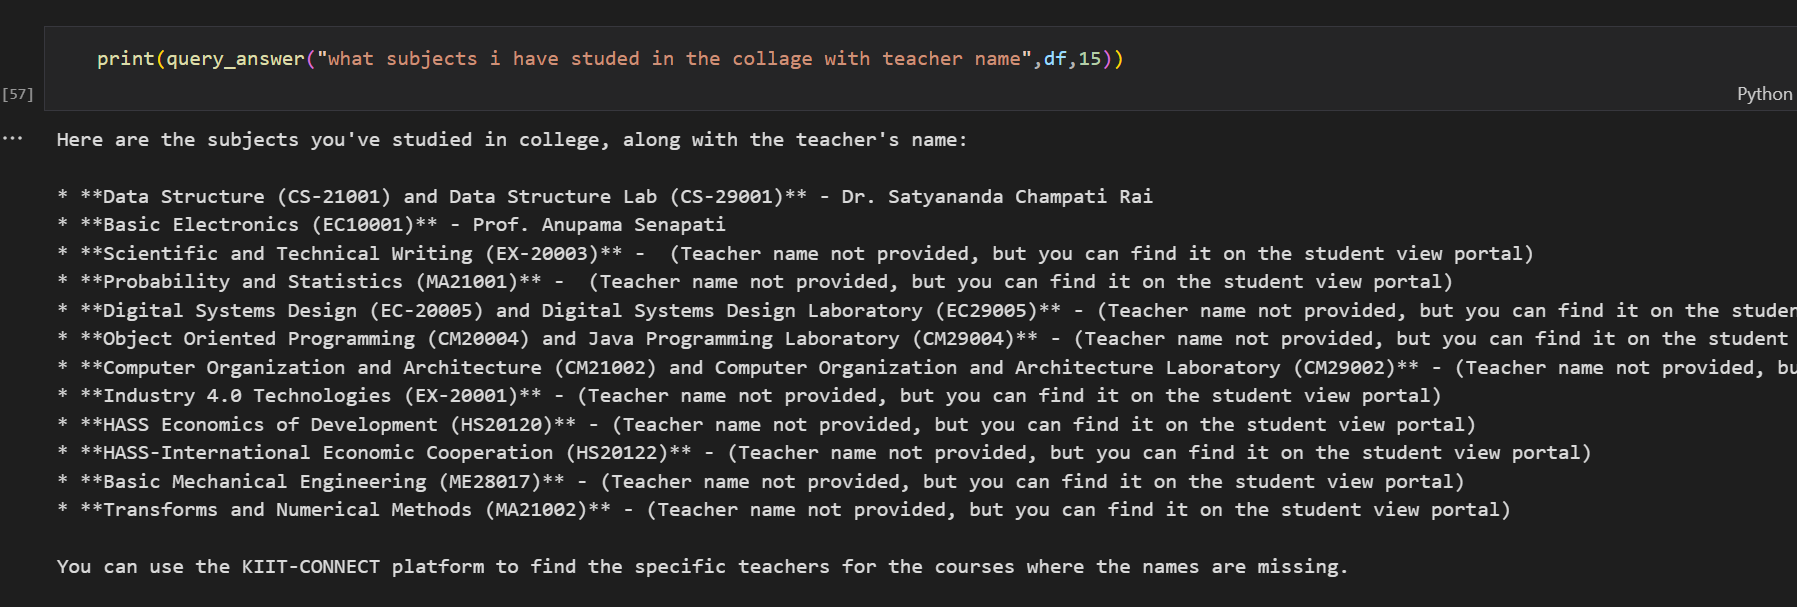 print(query_answer("what subjects i have studed in the collage with teacher name",df,15))
[57]
Python
...
Here are the subjects you've studied in college, along with the teacher's name:
* **Data Structure (CS-21001) and Data Structure Lab (CS-29001)** - Dr. Satyananda Champati Rai
* **Basic Electronics (EC10001)** - Prof. Anupama Senapati
* **Scientific and Technical Writing (EX-20003)** -  (Teacher name not provided, but you can find it on the student view portal)
* **Probability and Statistics (MA21001)** -  (Teacher name not provided, but you can find it on the student view portal)
* **Digital Systems Design (EC-20005) and Digital Systems Design Laboratory (EC29005)** - (Teacher name not provided, but you can find it on the studen
* **Object Oriented Programming (CM20004) and Java Programming Laboratory (CM29004)** - (Teacher name not provided, but you can find it on the student
* **Computer Organization and Architecture (CM21002) and Computer Organization and Architecture Laboratory (CM29002)** - (Teacher name not provided, bu
* **Industry 4.0 Technologies (EX-20001)** - (Teacher name not provided, but you can find it on the student view portal)
* **HASS Economics of Development (HS20120)** - (Teacher name not provided, but you can find it on the student view portal)
* **HASS-International Economic Cooperation (HS20122)** - (Teacher name not provided, but you can find it on the student view portal)
* **Basic Mechanical Engineering (ME28017)** - (Teacher name not provided, but you can find it on the student view portal)
* **Transforms and Numerical Methods (MA21002)** - (Teacher name not provided, but you can find it on the student view portal)
You can use the KIIT-CONNECT platform to find the specific teachers for the courses where the names are missing.